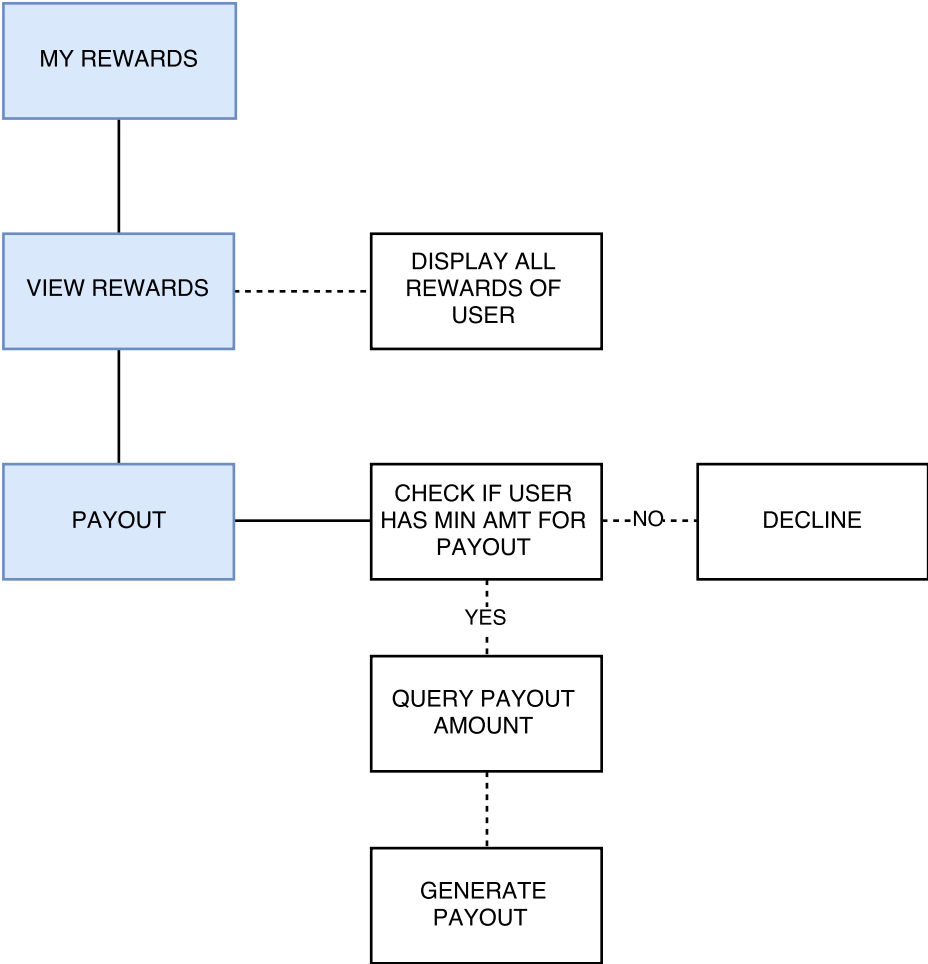 MY REWARDS
VIEW REWARDS
DISPLAY ALL
REWARDS OF
USER
PAYOUT
CHECK IF USER
HAS MIN AMT FOR
PAYOUT
NO
DECLINE
YES
QUERY PAYOUT
AMOUNT
GENERATE
PAYOUT